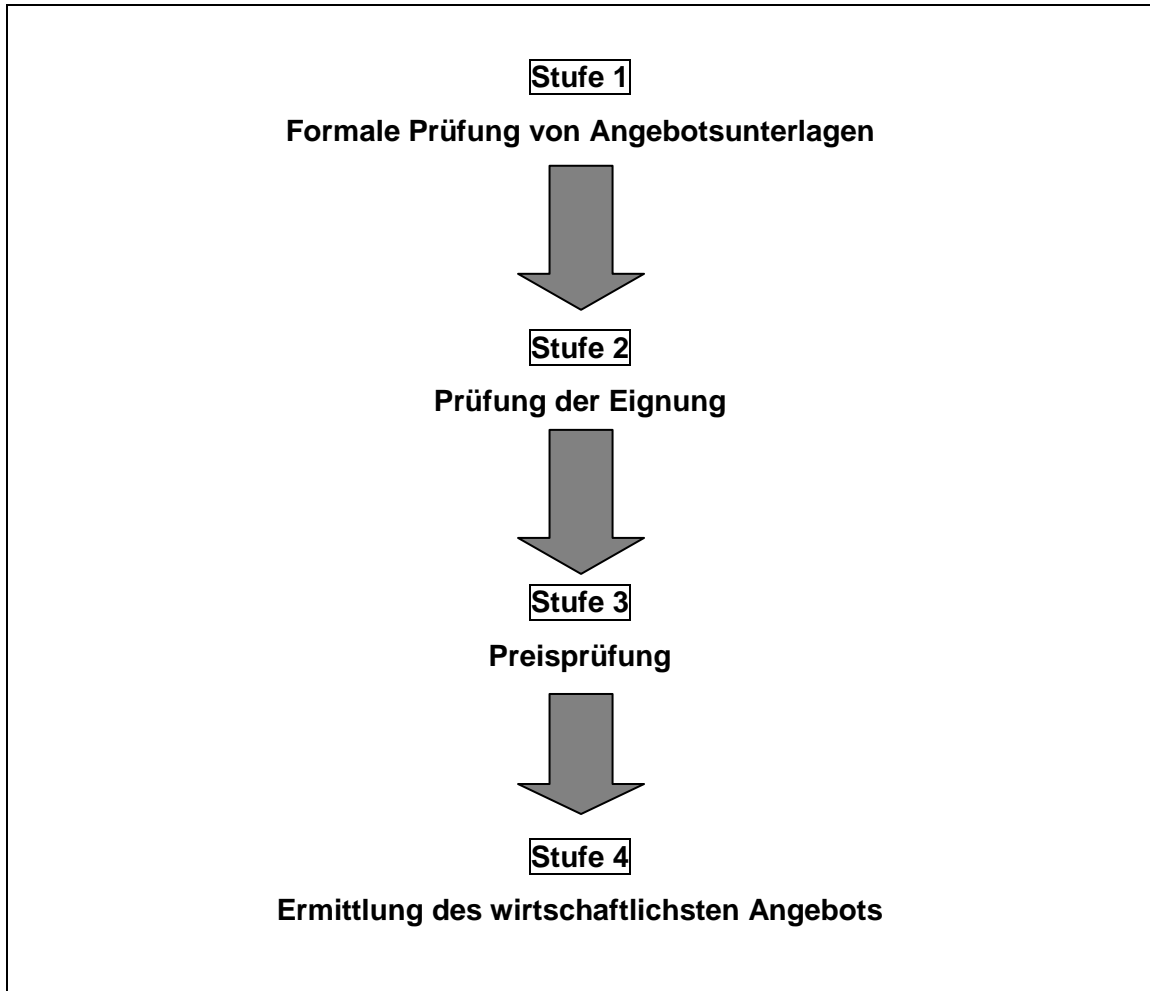 Stufe 1
Formale Prüfung von Angebotsunterlagen
Stufe 2
Prüfung der Eignung
Stufe 3
Preisprüfung
Stufe 4
Ermittlung des wirtschaftlichsten Angebots